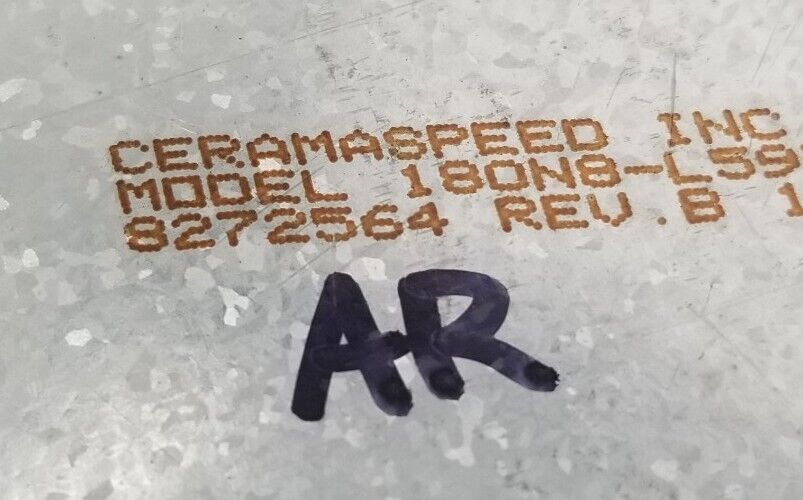 CERAMASPEED INC
MODEL 180N8-L59
8272564 REV.B 1
AR